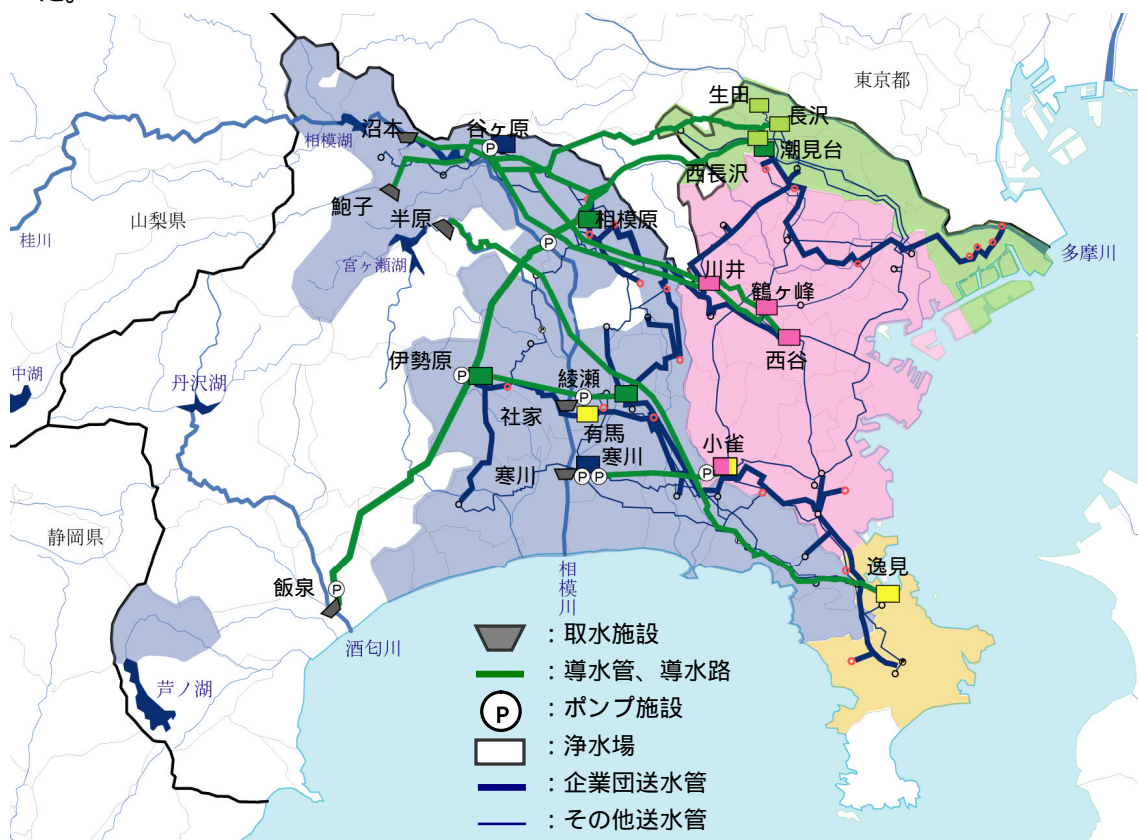 た。
東京都
生田
長沢
沼本
谷ヶ原
P
相模湖
潮見台
西長沢
鮑子
半原
相模原
山梨県
桂川
宮ヶ瀬湖
P
川井
多摩川
鶴ヶ峰
西谷
伊勢原
P
綾瀬
P
中湖
丹沢湖
社家
有馬
小雀
寒川
寒川
P
P
P
静岡県
飯泉
P
相模川
逸見
酒匂川
芦ノ湖
：取水施設
：導水管、導水路
P
：ポンプ施設
：浄水場
：企業団送水管
：その他送水管